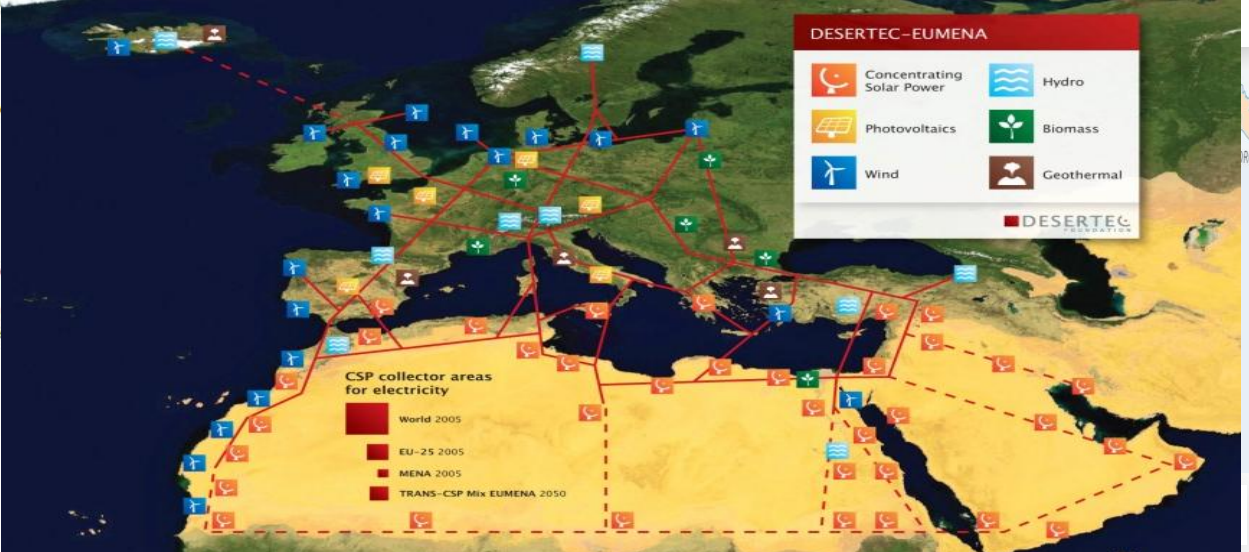 DESERTEC-EUMENA
Concentrating
Solar Power
Hydro
Photovoltaics
Biomass
Wind
Geothermal
DESERTEC
FOUNDATION
CSP collector areas
for electricity
World 2005
EU-25 2005
MENA 2005
TRANS-CSP Mix EUMENA 2050